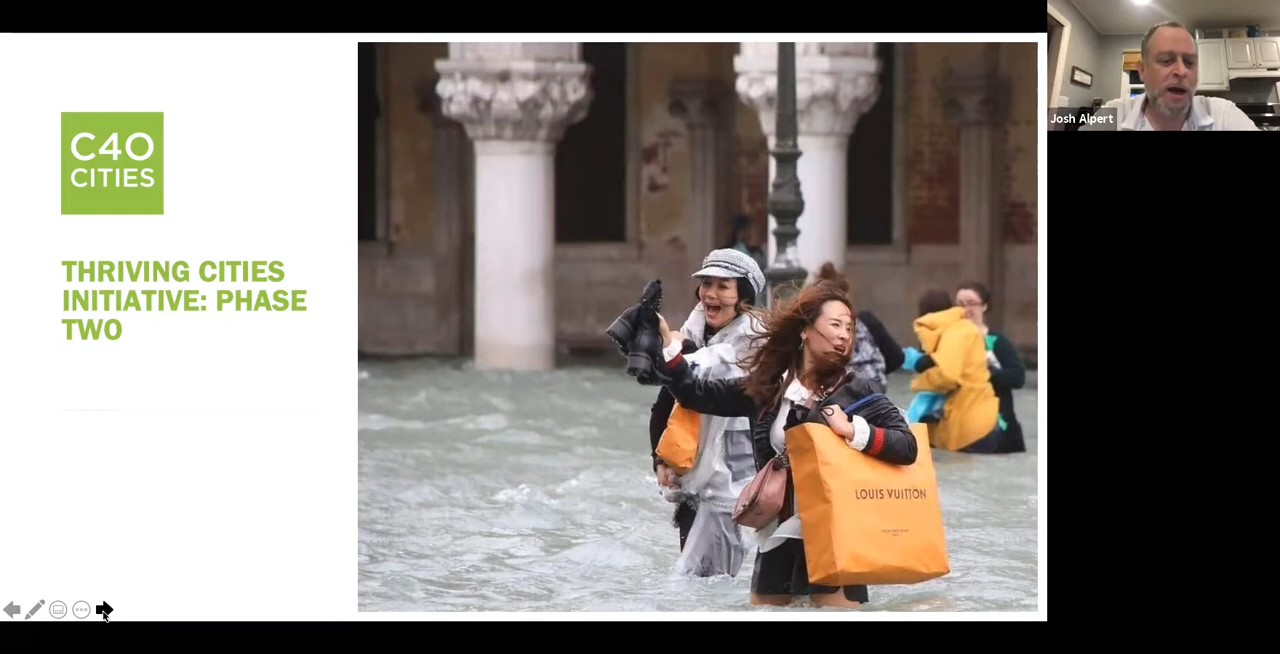 C40
CITIES
THRIVING CITIES
INITIATIVE: PHASE
TWO
LOUIS VUITTON
Josh Alpert